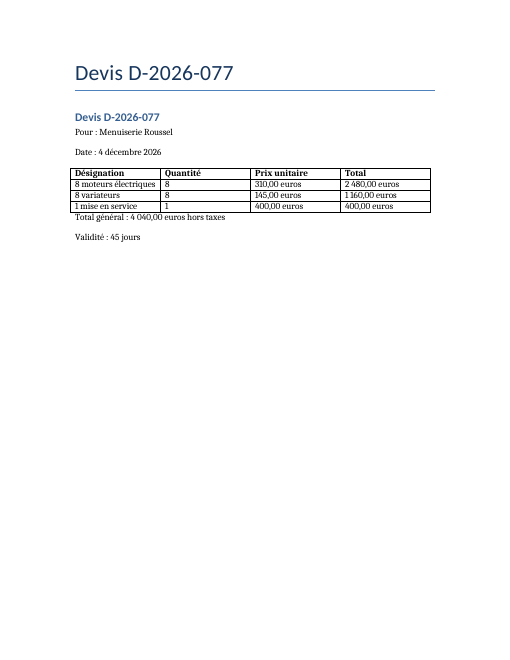 Devis D-2026-077
Devis D-2026-077
Pour : Menuiserie Roussel
Date : 4 décembre 2026
Désignation Quantité Prix unitaire Total
8 moteurs électriques 8 310,00 euros 2 480,00 euros
8 variateurs 8 145,00 euros 1 160,00 euros
1 mise en service 1 400,00 euros 400,00 euros
Total général : 4 040,00 euros hors taxes
Validité : 45 jours